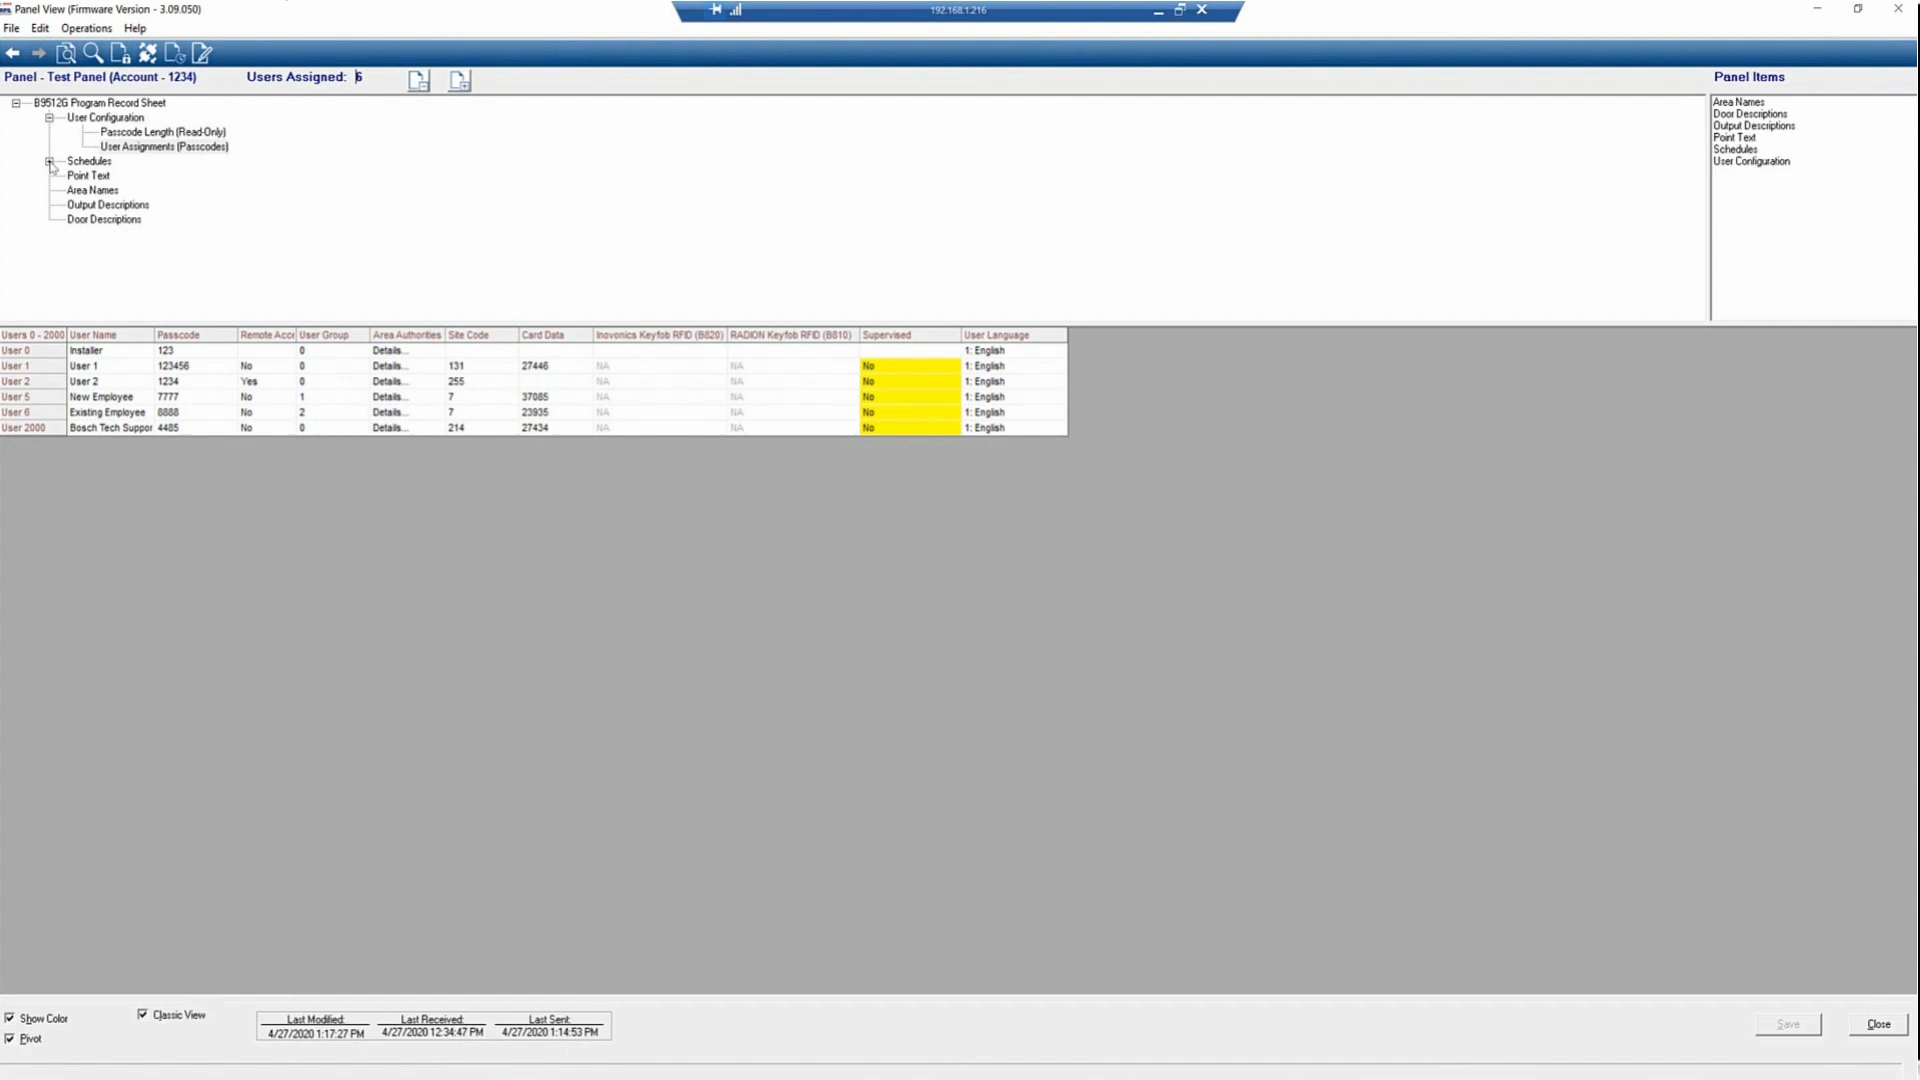 Panel View (Firmware Version - 3.09.050)
192.168.1.216
File Edit Operations Help
Panel - Test Panel (Account - 1234) Users Assigned: 6 Panel Items
B9512G Program Record Sheet
User Configuration
Passcode Length (Read-Only)
User Assignments (Passcodes)
Schedules
Point Text
Area Names
Output Descriptions
Door Descriptions
Area Names
Door Descriptions
Output Descriptions
Point Text
Schedules
User Configuration
Users 0 - 2000 User Name Passcode Remote Acce User Group Area Authorities Site Code Card Data Inovonics Keyfob RFID (B820) RADION Keyfob RFID (B810) Supervised User Language
User 0 Installer 123 0 Details... 1: English
User 1 User 1 123456 No 0 Details... 131 27446 NA NA No 1: English
User 2 User 2 1234 Yes 0 Details... 255 NA NA No 1: English
User 5 New Employee 7777 No 1 Details... 7 37085 NA NA No 1: English
User 6 Existing Employee 8888 No 2 Details... 7 23935 NA NA No 1: English
User 2000 Bosch Tech Suppor 4485 No 0 Details... 214 27434 NA NA No 1: English
Show Color Classic View
Pivot
Last Modified: Last Received: Last Sent:
4/27/2020 1:17:27 PM 4/27/2020 12:34:47 PM 4/27/2020 1:14:53 PM
Save Close